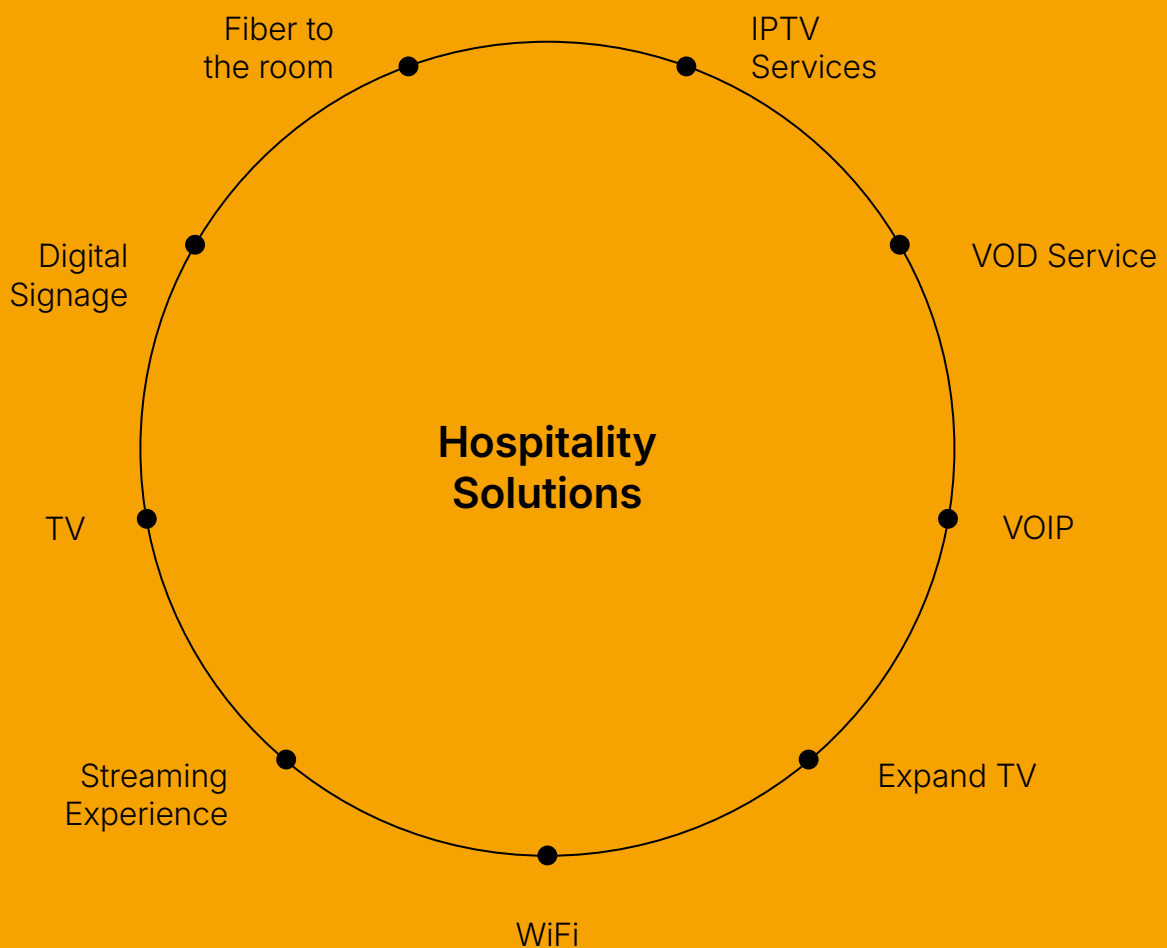 Fiber to
the room
IPTV
Services
Digital
Signage
VOD Service
Hospitality
Solutions
TV
VOIP
Streaming
Experience
Expand TV
WiFi